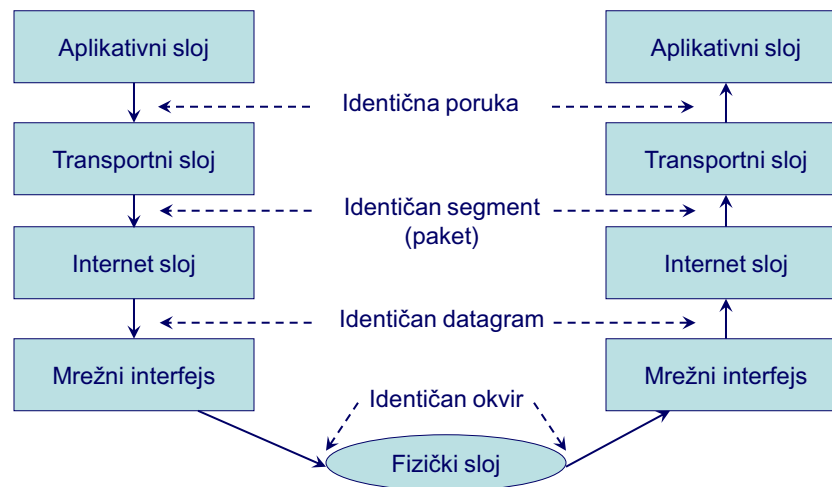 Aplikativni sloj
Aplikativni sloj
Identična poruka
Transportni sloj
Transportni sloj
Identičan segment
(paket)
Internet sloj
Internet sloj
Identičan datagram
Mrežni interfejs
Mrežni interfejs
Identičan okvir
Fizički sloj